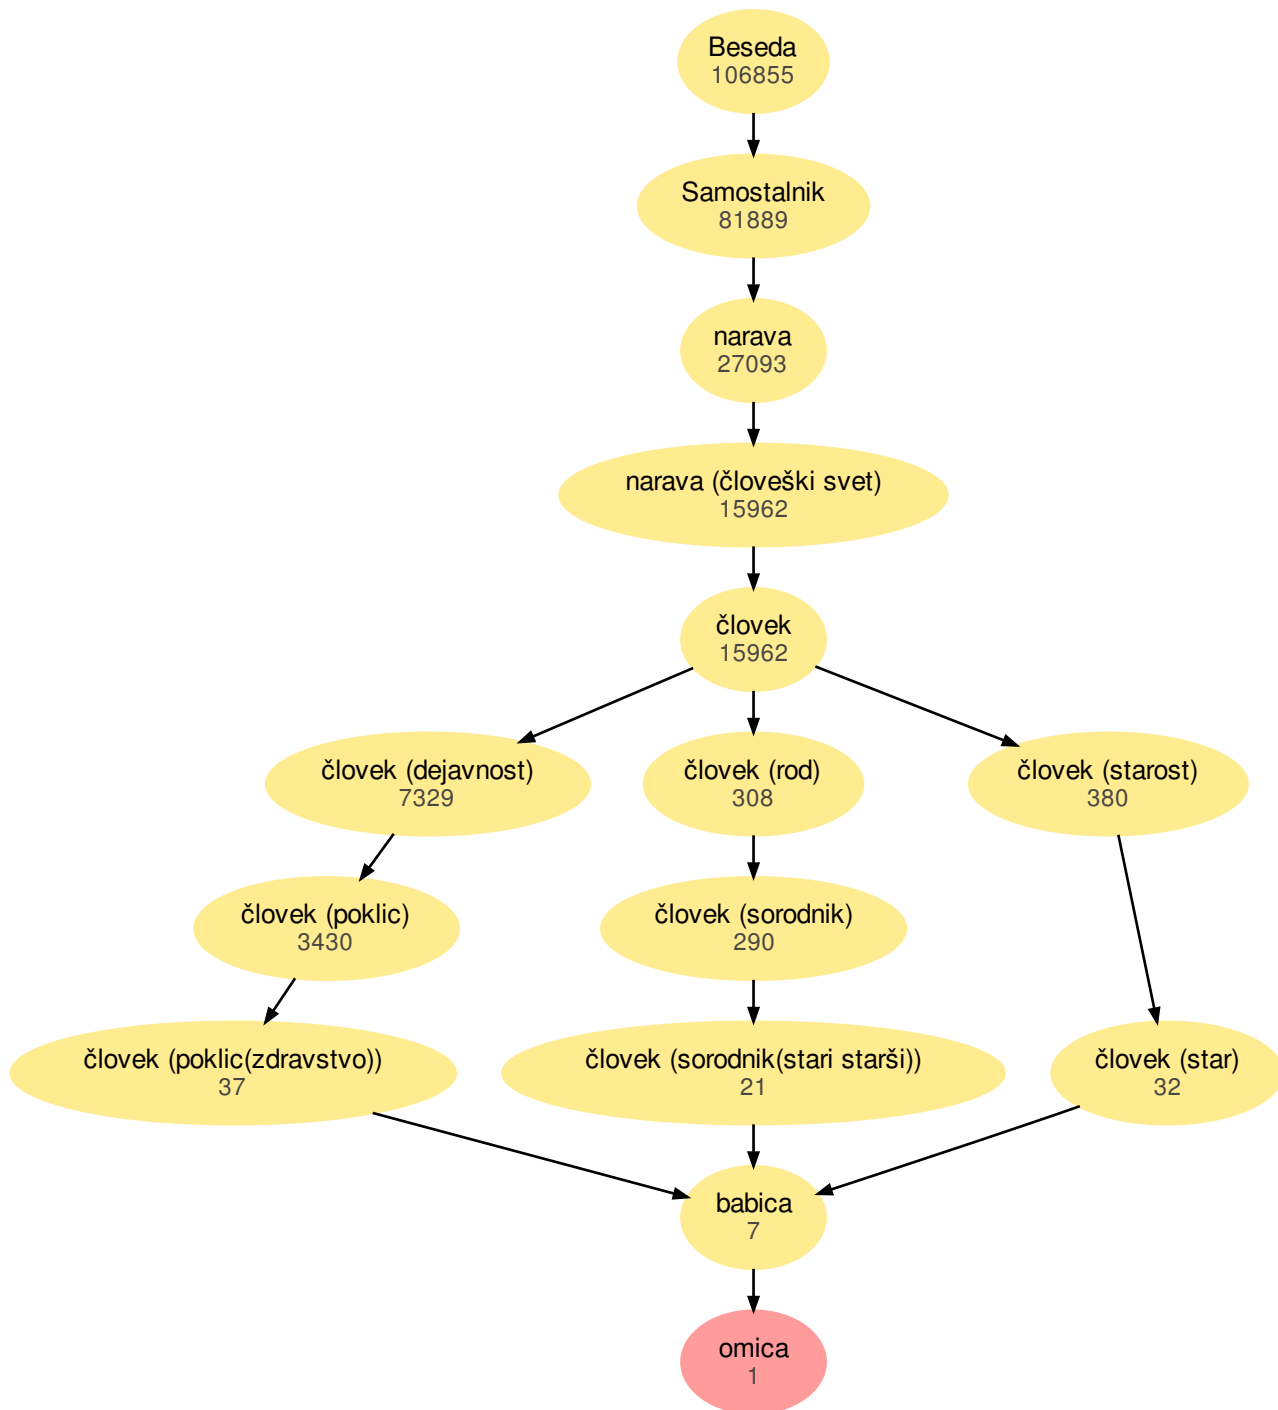 Beseda
106855
Samostalnik
81889
narava
27093
narava (človeški svet)
15962
človek
15962
človek (dejavnost)
7329
človek (rod)
308
človek (starost)
380
človek (poklic)
3430
človek (sorodnik)
290
človek (poklic(zdravstvo))
37
človek (sorodnik(stari starši))
21
človek (star)
32
babica
7
omica
1